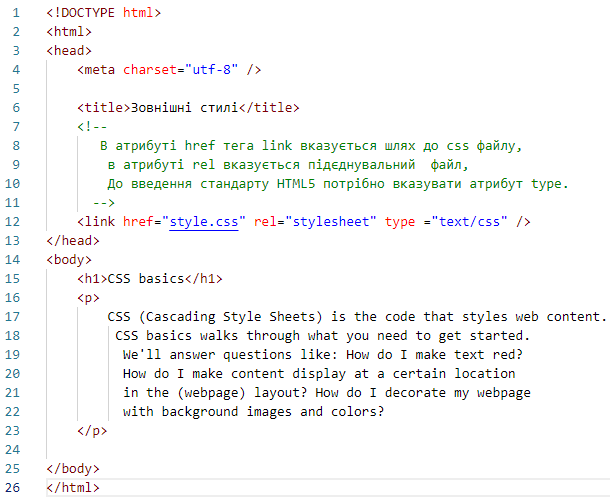 1 <!DOCTYPE html>
2 <html>
3 <head>
4 <meta charset="utf-8" />
5
6 <title>Зовнішні стилі</title>
7 <!--
8 В атрибуті href тега link вказується шлях до css файлу,
9 в атрибуті rel вказується підєднувальний  файл,
10 До введення стандарту HTML5 потрібно вказувати атрибут type.
11 -->
12 <link href="style.css" rel="stylesheet" type ="text/css" />
13 </head>
14 <body>
15 <h1>CSS basics</h1>
16 <p>
17 CSS (Cascading Style Sheets) is the code that styles web content.
18 CSS basics walks through what you need to get started.
19 We'll answer questions like: How do I make text red?
20 How do I make content display at a certain location
21 in the (webpage) layout? How do I decorate my webpage
22 with background images and colors?
23 </p>
24
25 </body>
26 </html>